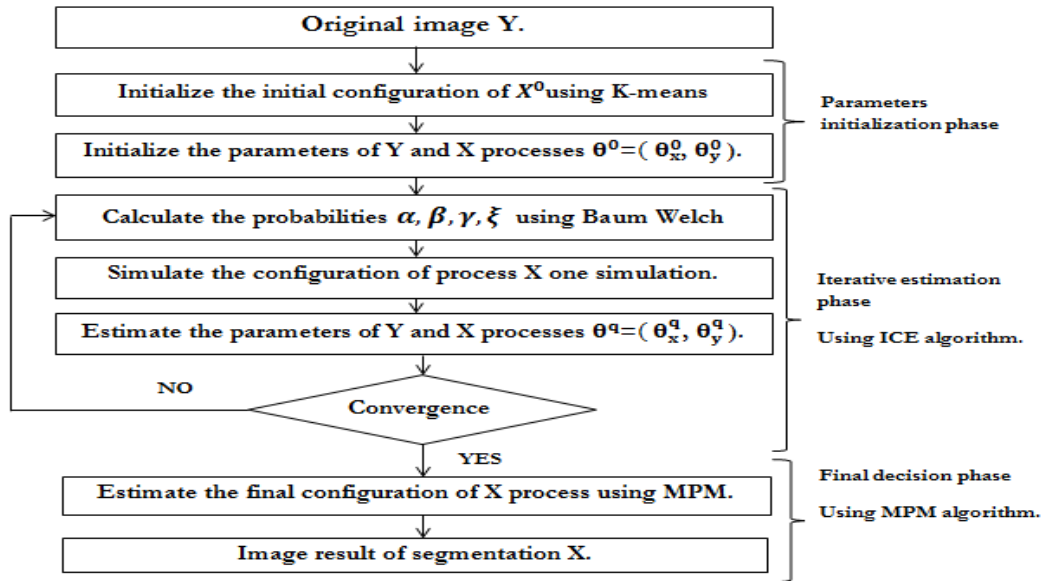 Original image Y.
Initialize the initial configuration of X⁰using K-means
Parameters
initialization phase
Initialize the parameters of Y and X processes θ⁰=( θ⁰ₓ, θ⁰ᵧ ).
Calculate the probabilities α, β, γ, ξ using Baum Welch
Simulate the configuration of process X one simulation.
Iterative estimation
phase
Using ICE algorithm.
Estimate the parameters of Y and X processes θ^q=( θ_x^q, θ_y^q ).
NO
Convergence
YES
Final decision phase
Using MPM algorithm.
Estimate the final configuration of X process using MPM.
Image result of segmentation X.